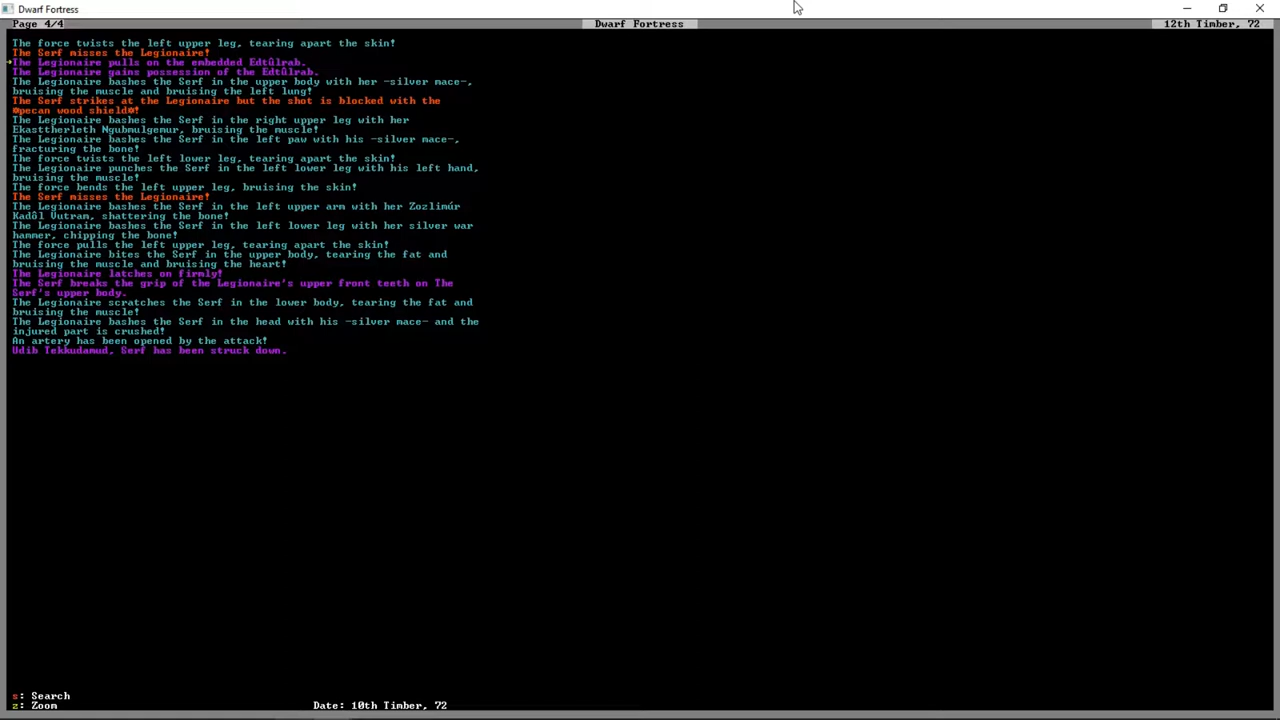 Dwarf Fortress
Page 4/4
Dwarf Fortress
12th Timber, 72
The force twists the left upper leg, tearing apart the skin!
The Serf misses the Legionaire!
The Legionaire pulls on the embedded Edtûlrab.
The Legionaire gains possession of the Edtûlrab.
The Legionaire bashes the Serf in the upper body with her -silver mace-,
bruising the muscle and bruising the left lung!
The Serf strikes at the Legionaire but the shot is blocked with the
☼pecan wood shield☼!
The Legionaire bashes the Serf in the right upper leg with her
Ekasttherleth Ngubmulgemur, bruising the muscle!
The Legionaire bashes the Serf in the left paw with his -silver mace-,
fracturing the bone!
The force twists the left lower leg, tearing apart the skin!
The Legionaire punches the Serf in the left lower leg with his left hand,
bruising the muscle!
The force bends the left upper leg, bruising the skin!
The Serf misses the Legionaire!
The Legionaire bashes the Serf in the left upper arm with her Zozlimúr
Kadôl Vutram, shattering the bone!
The Legionaire bashes the Serf in the left lower leg with her silver war
hammer, chipping the bone!
The force pulls the left upper leg, tearing apart the skin!
The Legionaire bites the Serf in the upper body, tearing the fat and
bruising the muscle and bruising the heart!
The Legionaire latches on firmly!
The Serf breaks the grip of the Legionaire's upper front teeth on The
Serf's upper body.
The Legionaire scratches the Serf in the lower body, tearing the fat and
bruising the muscle!
The Legionaire bashes the Serf in the head with his -silver mace- and the
injured part is crushed!
An artery has been opened by the attack!
Udib Tekkudamud, Serf has been struck down.
s: Search
z: Zoom
Date: 10th Timber, 72